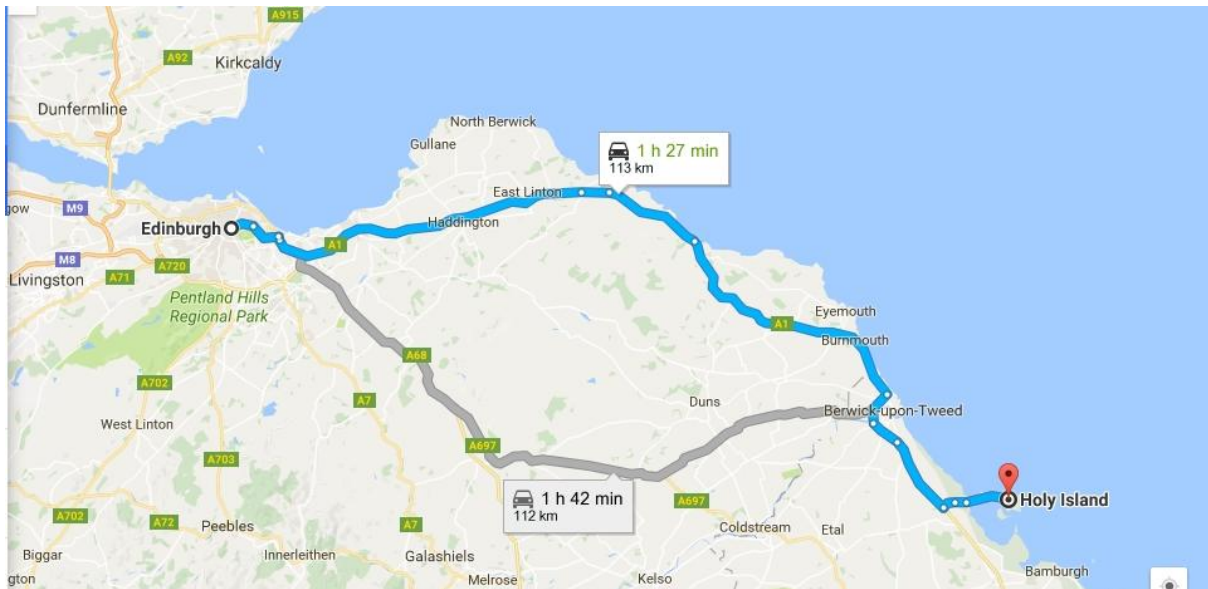 A915
A92
Kirkcaldy
Dunfermline
North Berwick
Gullane
1 h 27 min
113 km
East Linton
gow
M9
Edinburgh
Haddington
A1
M8
A720
A71
Livingston
Pentland Hills
Regional Park
Eyemouth
A1
Burnmouth
A68
A702
A7
Duns
Berwick-upon-Tweed
West Linton
A697
A703
1 h 42 min
112 km
A697
Holy Island
A702
A72
Peebles
A7
Coldstream
Etal
Biggar
Innerleithen
Galashiels
Bamburgh
gton
Melrose
Kelso